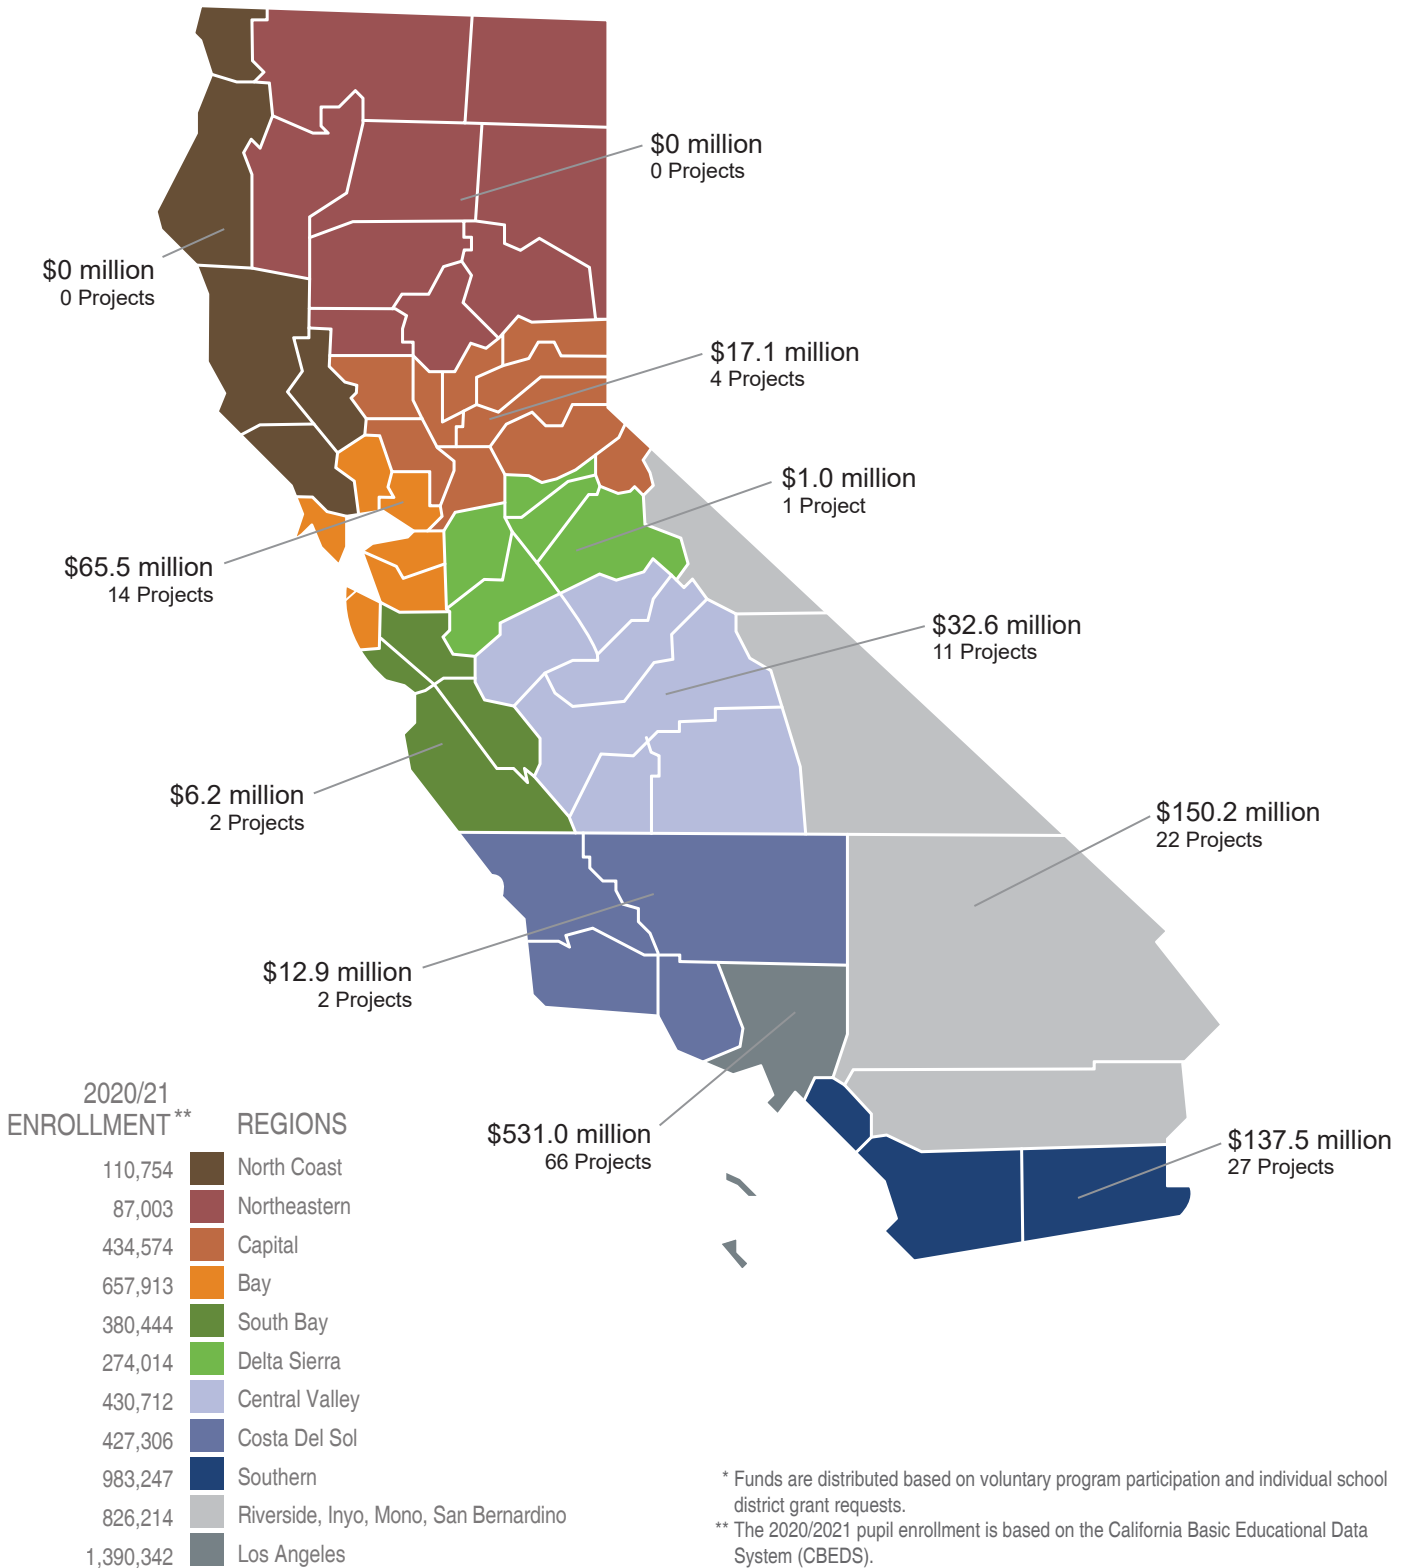 $0 million
0 Projects
$0 million
0 Projects
$17.1 million
4 Projects
$1.0 million
1 Project
$65.5 million
14 Projects
$32.6 million
11 Projects
$6.2 million
2 Projects
$150.2 million
22 Projects
$12.9 million
2 Projects
$531.0 million
66 Projects
$137.5 million
27 Projects
2020/21
ENROLLMENT** REGIONS
110,754 North Coast
87,003 Northeastern
434,574 Capital
657,913 Bay
380,444 South Bay
274,014 Delta Sierra
430,712 Central Valley
427,306 Costa Del Sol
983,247 Southern
826,214 Riverside, Inyo, Mono, San Bernardino
1,390,342 Los Angeles
* Funds are distributed based on voluntary program participation and individual school
district grant requests.
** The 2020/2021 pupil enrollment is based on the California Basic Educational Data
System (CBEDS).